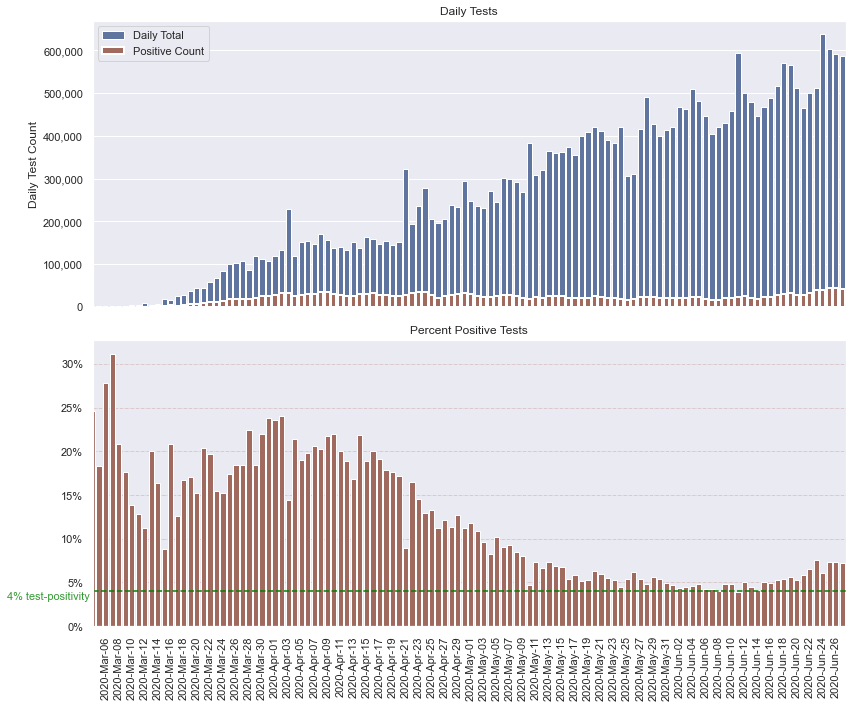 Daily Tests
Daily Total
Positive Count
600,000
500,000
400,000
300,000
200,000
100,000
0
Daily Test Count
Percent Positive Tests
30%
25%
20%
15%
10%
5%
4% test-positivity
0%
2020-Mar-06
2020-Mar-08
2020-Mar-10
2020-Mar-12
2020-Mar-14
2020-Mar-16
2020-Mar-18
2020-Mar-20
2020-Mar-22
2020-Mar-24
2020-Mar-26
2020-Mar-28
2020-Mar-30
2020-Apr-01
2020-Apr-03
2020-Apr-05
2020-Apr-07
2020-Apr-09
2020-Apr-11
2020-Apr-13
2020-Apr-15
2020-Apr-17
2020-Apr-19
2020-Apr-21
2020-Apr-23
2020-Apr-25
2020-Apr-27
2020-Apr-29
2020-May-01
2020-May-03
2020-May-05
2020-May-07
2020-May-09
2020-May-11
2020-May-13
2020-May-15
2020-May-17
2020-May-19
2020-May-21
2020-May-23
2020-May-25
2020-May-27
2020-May-29
2020-May-31
2020-Jun-02
2020-Jun-04
2020-Jun-06
2020-Jun-08
2020-Jun-10
2020-Jun-12
2020-Jun-14
2020-Jun-16
2020-Jun-18
2020-Jun-20
2020-Jun-22
2020-Jun-24
2020-Jun-26